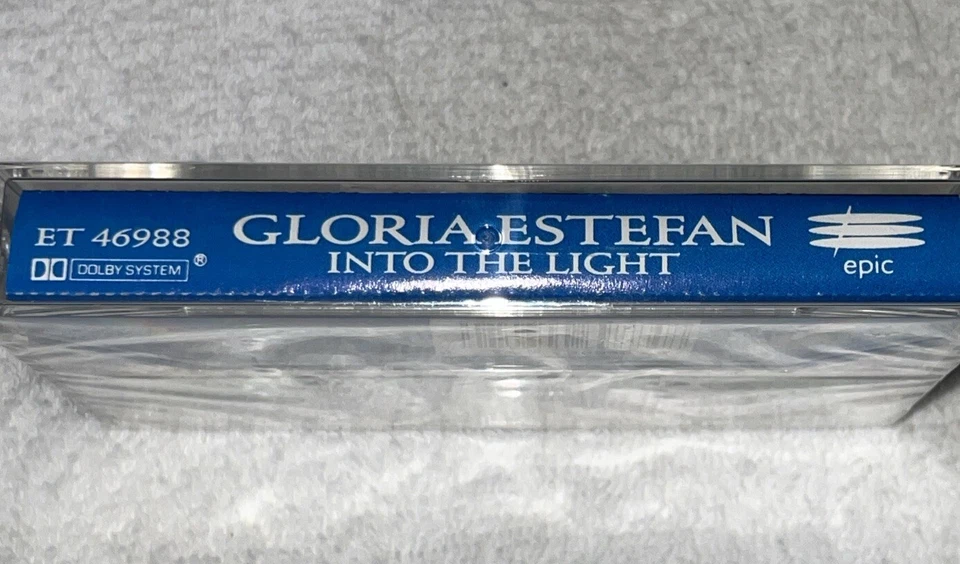 ET 46988
DOLBY SYSTEM®
GLORIA ESTEFAN
INTO THE LIGHT
epic